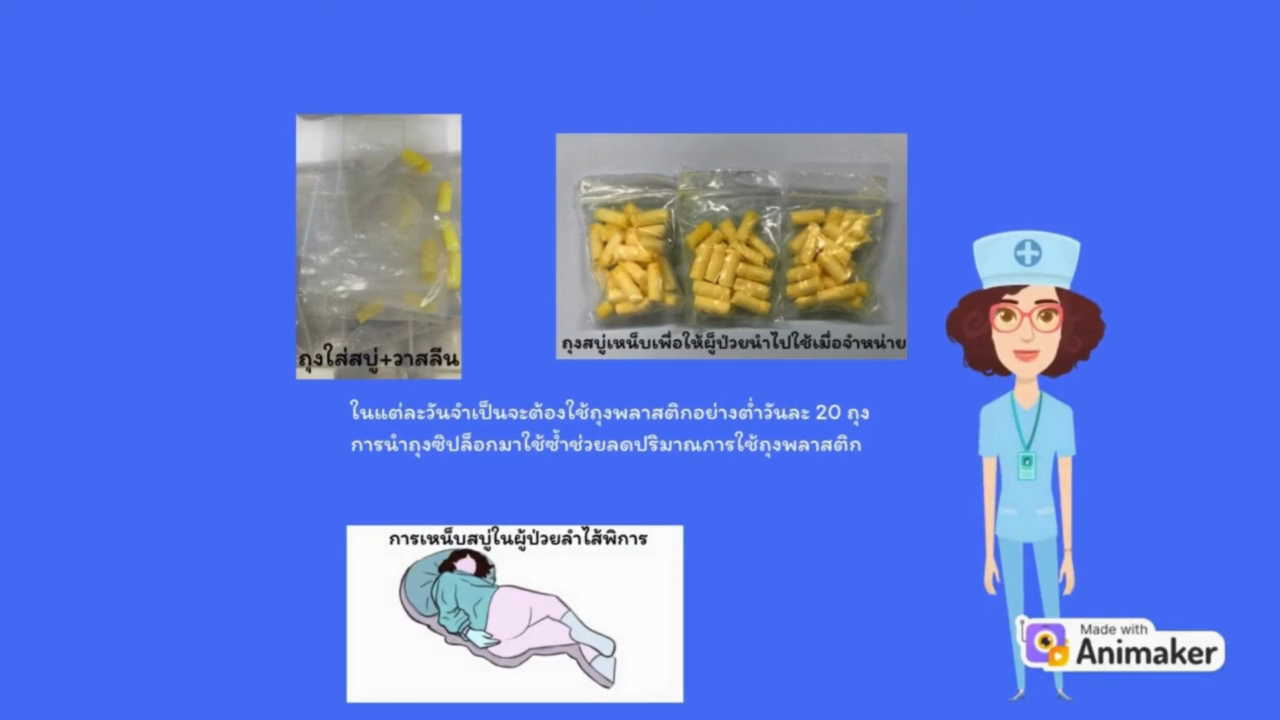 ถุงใส่สบู่+วาสลีน
ถุงสบู่เหน็บเพื่อให้ผู้ป่วยนำไปใช้เมื่อจำหน่าย
ในแต่ละวันจำเป็นจะต้องใช้ถุงพลาสติกอย่างต่ำวันละ 20 ถุง
การนำถุงซิปล็อกมาใช้ซ้ำช่วยลดปริมาณการใช้ถุงพลาสติก
การเหน็บสบู่ในผู้ป่วยลำไส้พิการ
Made with
Animaker